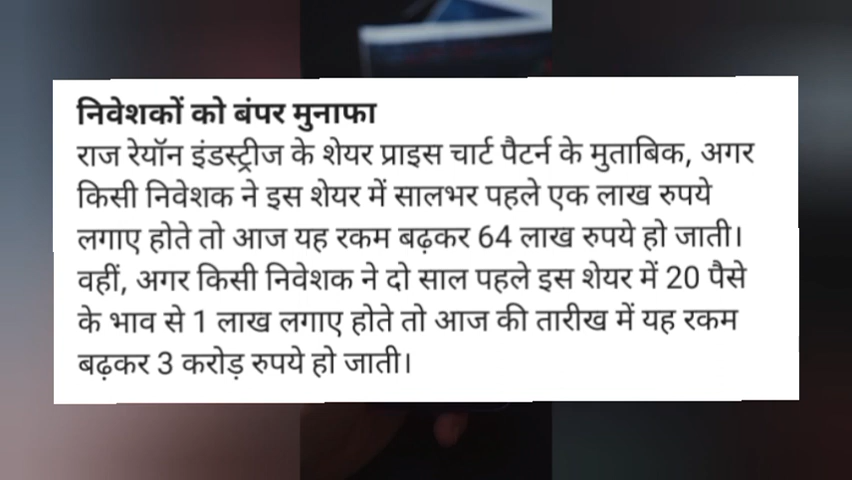 निवेशकों को बंपर मुनाफा
राज रेयॉन इंडस्ट्रीज के शेयर प्राइस चार्ट पैटर्न के मुताबिक, अगर
किसी निवेशक ने इस शेयर में सालभर पहले एक लाख रुपये
लगाए होते तो आज यह रकम बढ़कर 64 लाख रुपये हो जाती।
वहीं, अगर किसी निवेशक ने दो साल पहले इस शेयर में 20 पैसे
के भाव से 1 लाख लगाए होते तो आज की तारीख में यह रकम
बढ़कर 3 करोड़ रुपये हो जाती।